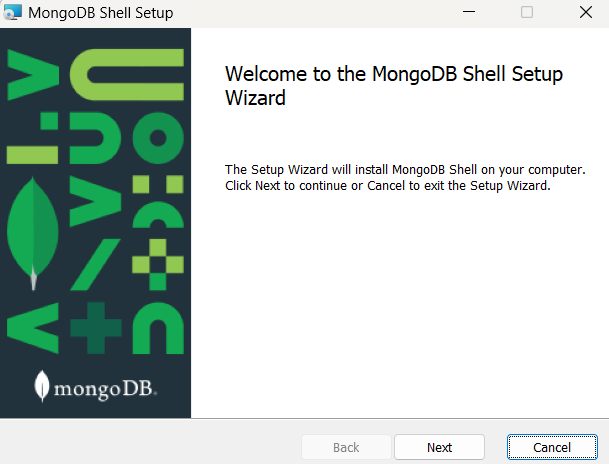 MongoDB Shell Setup
Welcome to the MongoDB Shell Setup
Wizard
The Setup Wizard will install MongoDB Shell on your computer.
Click Next to continue or Cancel to exit the Setup Wizard.
mongoDB.
Back
Next
Cancel